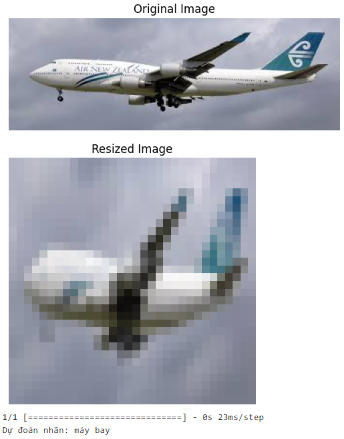 Original Image
AIR NEW ZEALAND
Resized Image
1/1 [==============================] - 0s 23ms/step
Dự đoán nhãn: máy bay